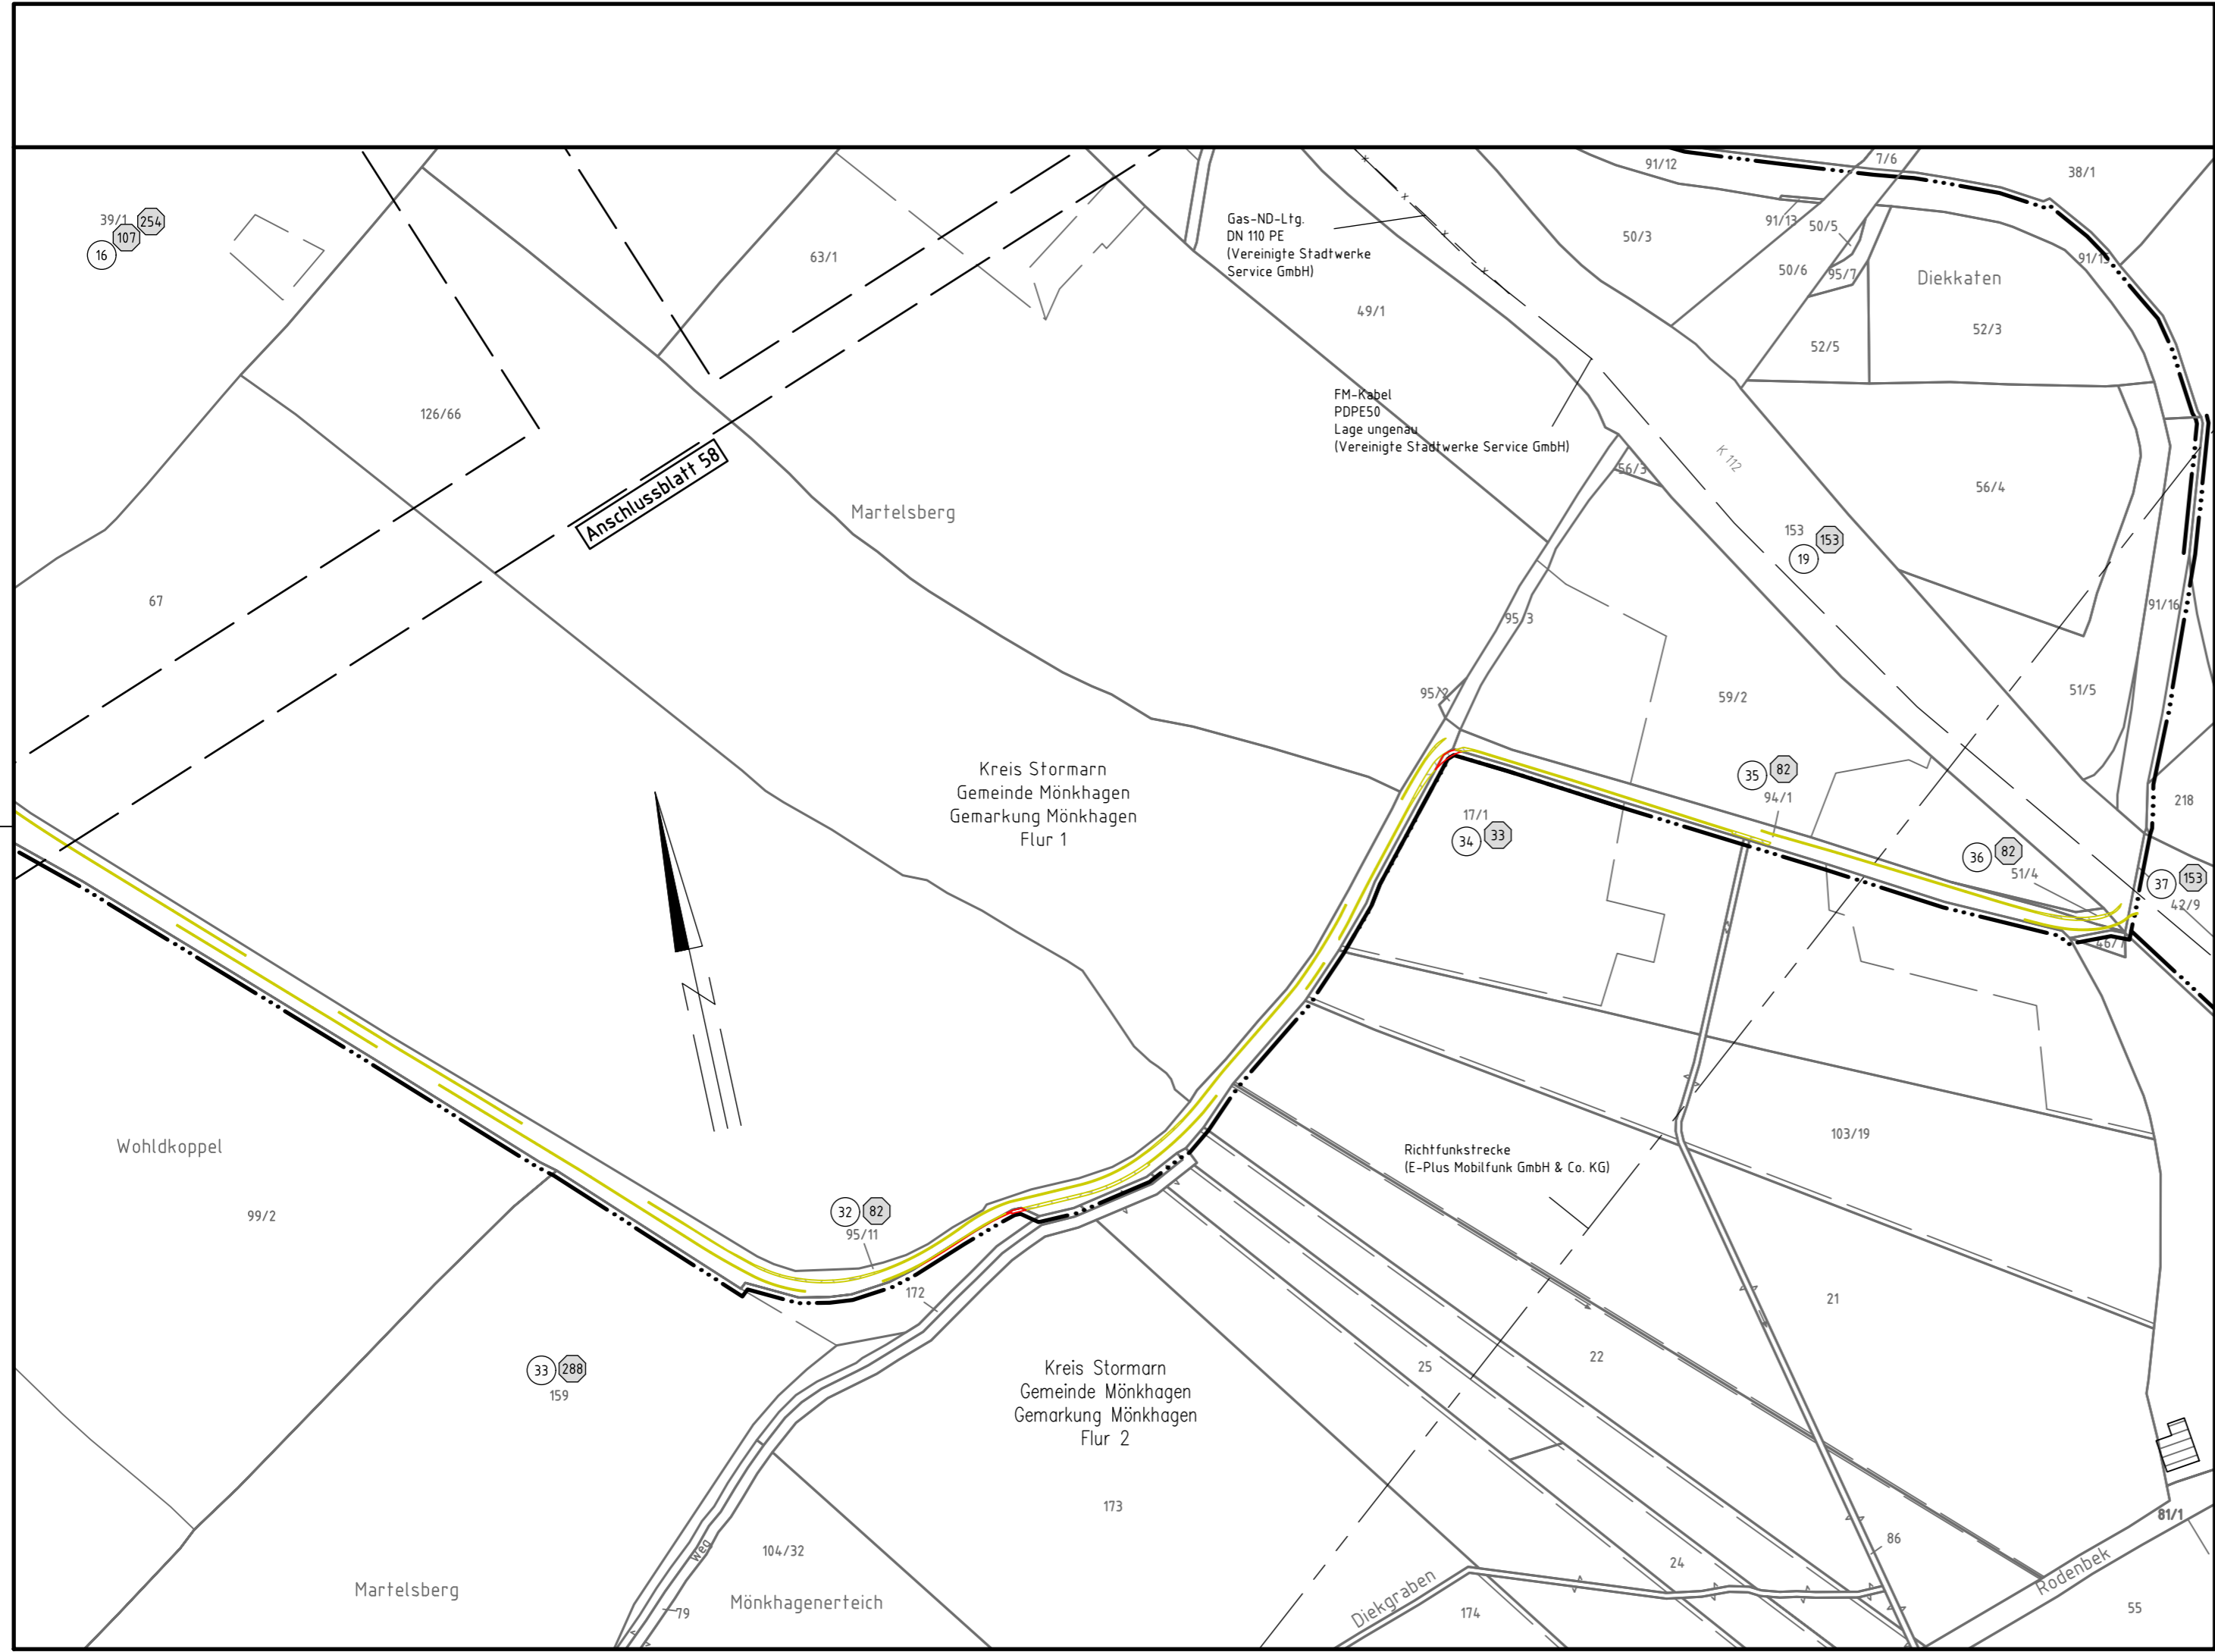 91/12
7/6
38/1
39/1
254
107
16
Gas-ND-Ltg.
DN 110 PE
(Vereinigte Stadtwerke
Service GmbH)
91/13
50/5
50/3
63/1
50/6
95/7
91/15
Diekkaten
49/1
52/3
52/5
FM-Kabel
PDPE50
Lage ungenau
(Vereinigte Stadtwerke Service GmbH)
126/66
K 112
56/3
Anschlussblatt 58
56/4
Martelsberg
153
153
19
67
91/16
95/3
95/2
59/2
51/5
Kreis Stormarn
Gemeinde Mönkhagen
Gemarkung Mönkhagen
Flur 1
35
82
94/1
218
17/1
34
33
36
82
51/4
37
153
42/9
46/7
Wohldkoppel
103/19
Richtfunkstrecke
(E-Plus Mobilfunk GmbH & Co. KG)
99/2
32
82
95/11
172
21
33
288
159
Kreis Stormarn
Gemeinde Mönkhagen
Gemarkung Mönkhagen
Flur 2
25
22
173
81/1
Weg
104/32
86
24
Rodenbek
Martelsberg
Mönkhagenerteich
79
Diekgraben
174
55